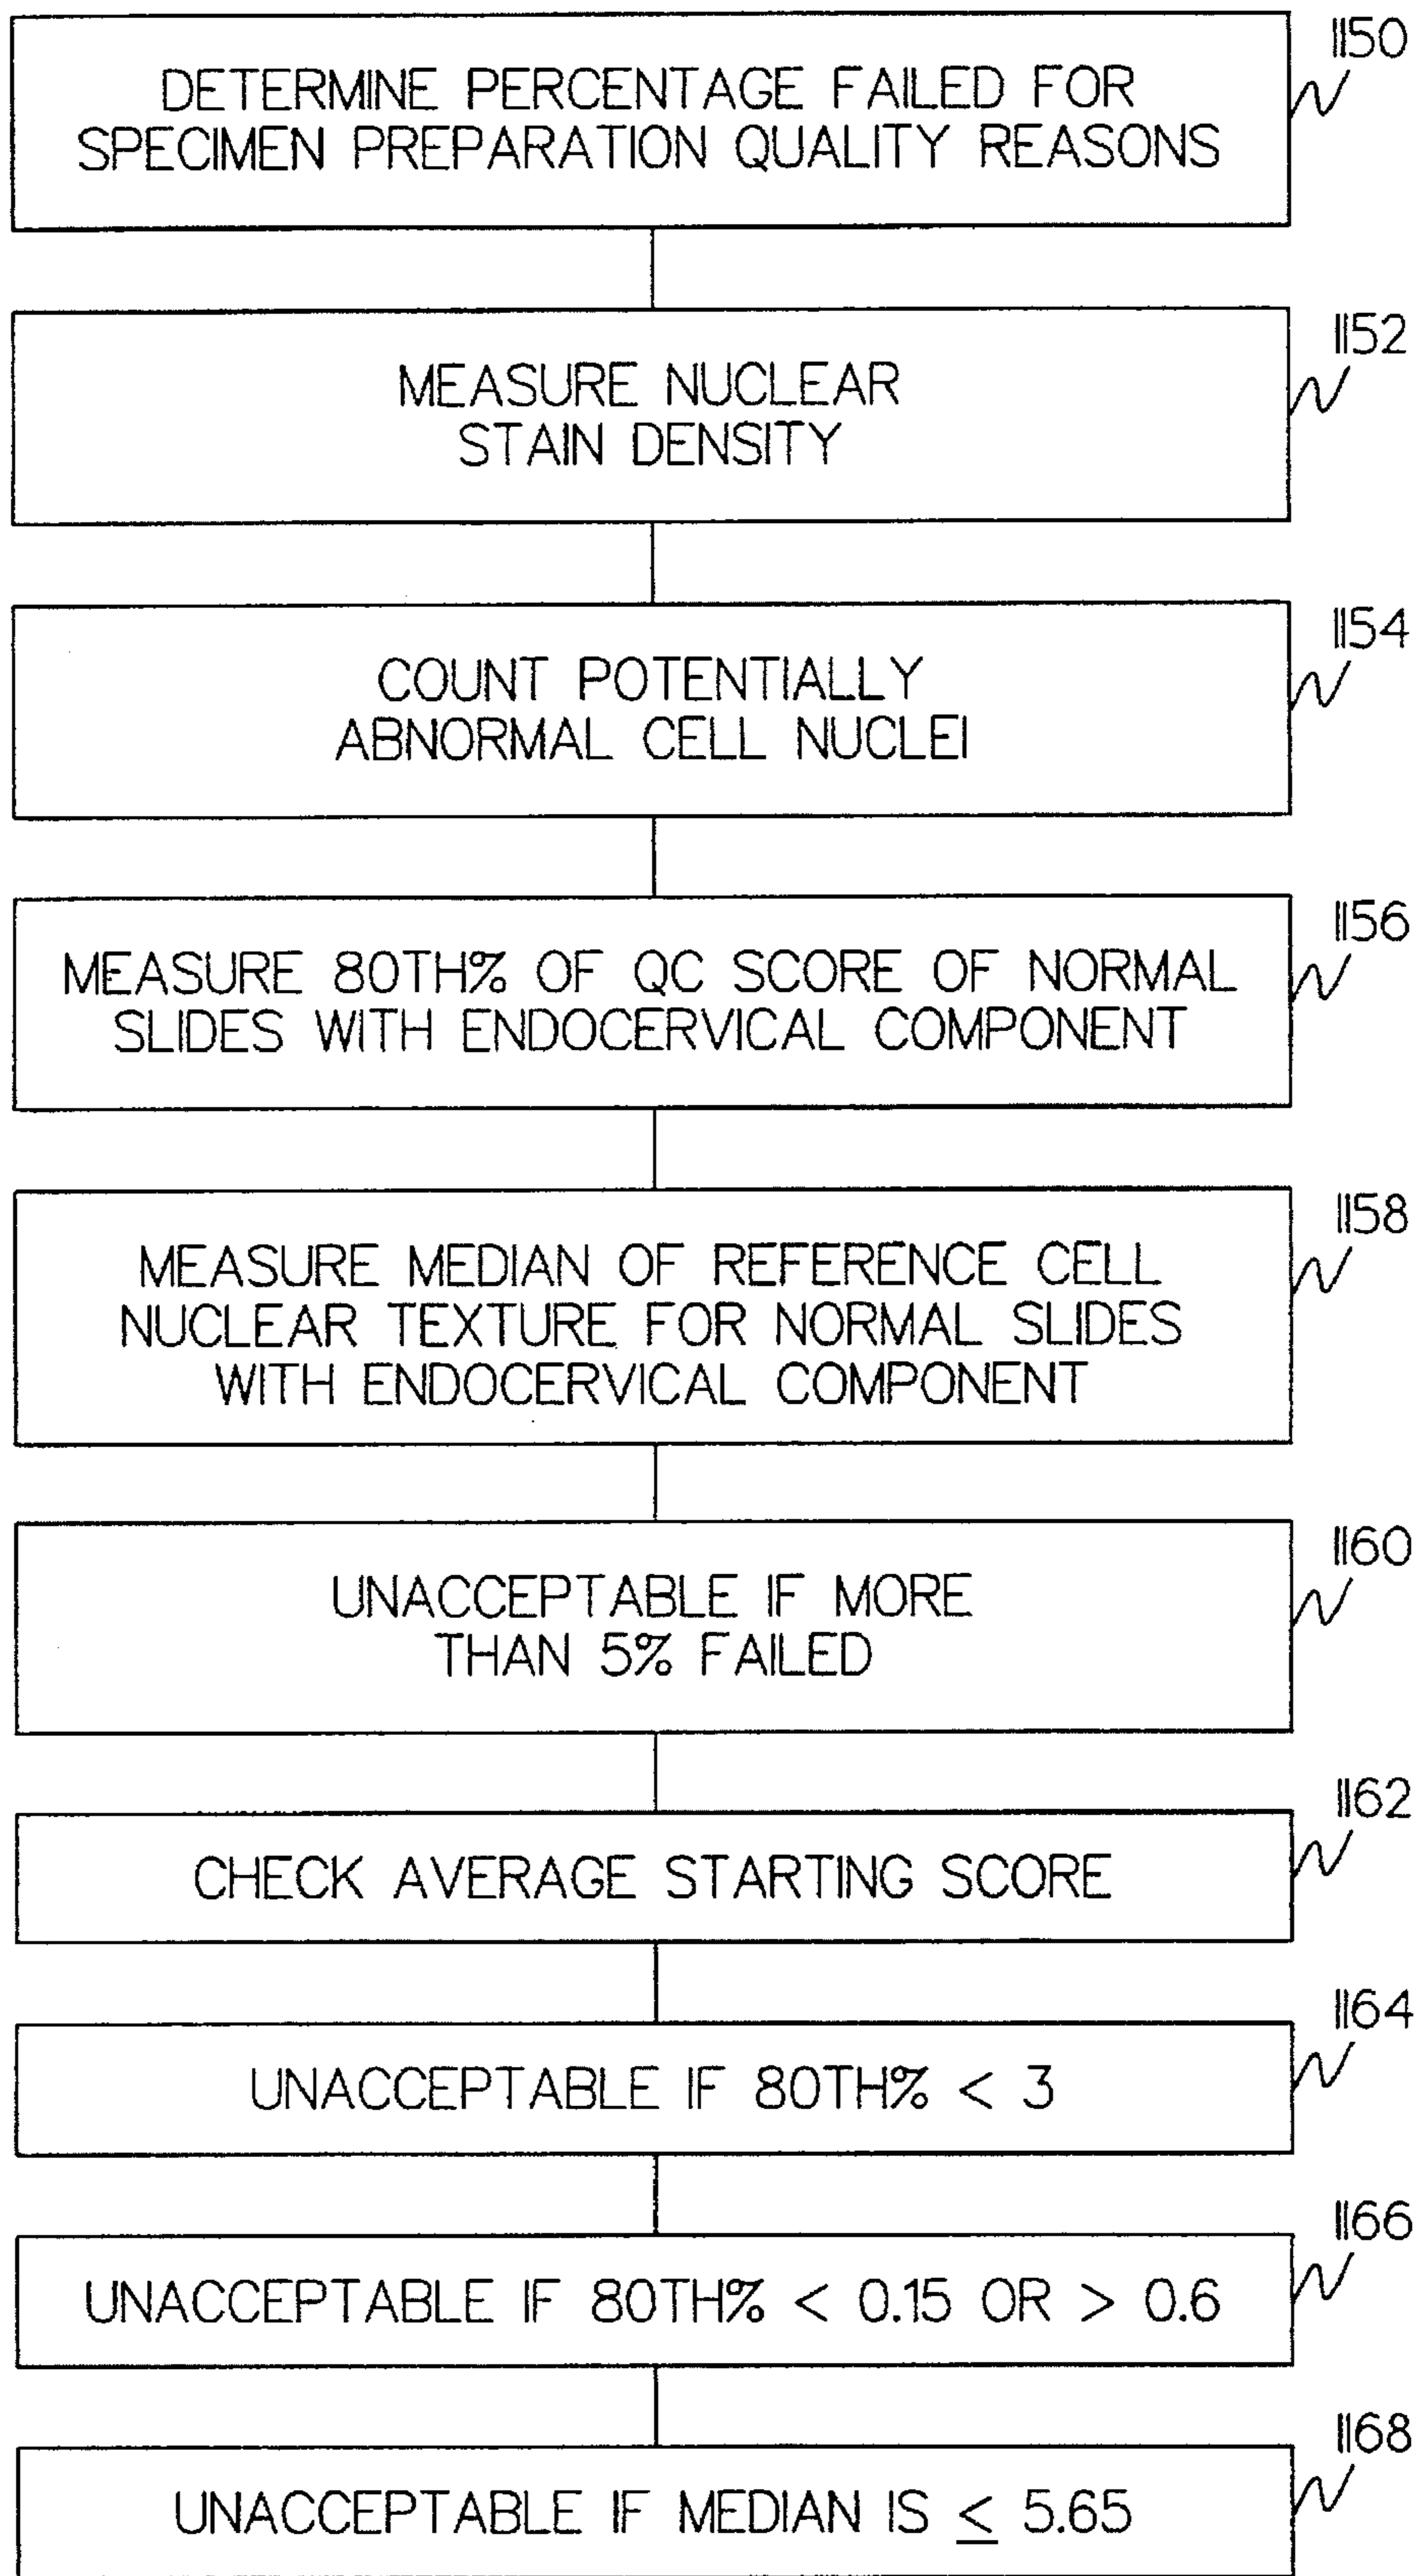 1150
DETERMINE PERCENTAGE FAILED FOR
SPECIMEN PREPARATION QUALITY REASONS
1152
MEASURE NUCLEAR
STAIN DENSITY
1154
COUNT POTENTIALLY
ABNORMAL CELL NUCLEI
1156
MEASURE 80TH% OF QC SCORE OF NORMAL
SLIDES WITH ENDOCERVICAL COMPONENT
1158
MEASURE MEDIAN OF REFERENCE CELL
NUCLEAR TEXTURE FOR NORMAL SLIDES
WITH ENDOCERVICAL COMPONENT
1160
UNACCEPTABLE IF MORE
THAN 5% FAILED
1162
CHECK AVERAGE STARTING SCORE
1164
UNACCEPTABLE IF 80TH% < 3
1166
UNACCEPTABLE IF 80TH% < 0.15 OR > 0.6
1168
UNACCEPTABLE IF MEDIAN IS ≤ 5.65